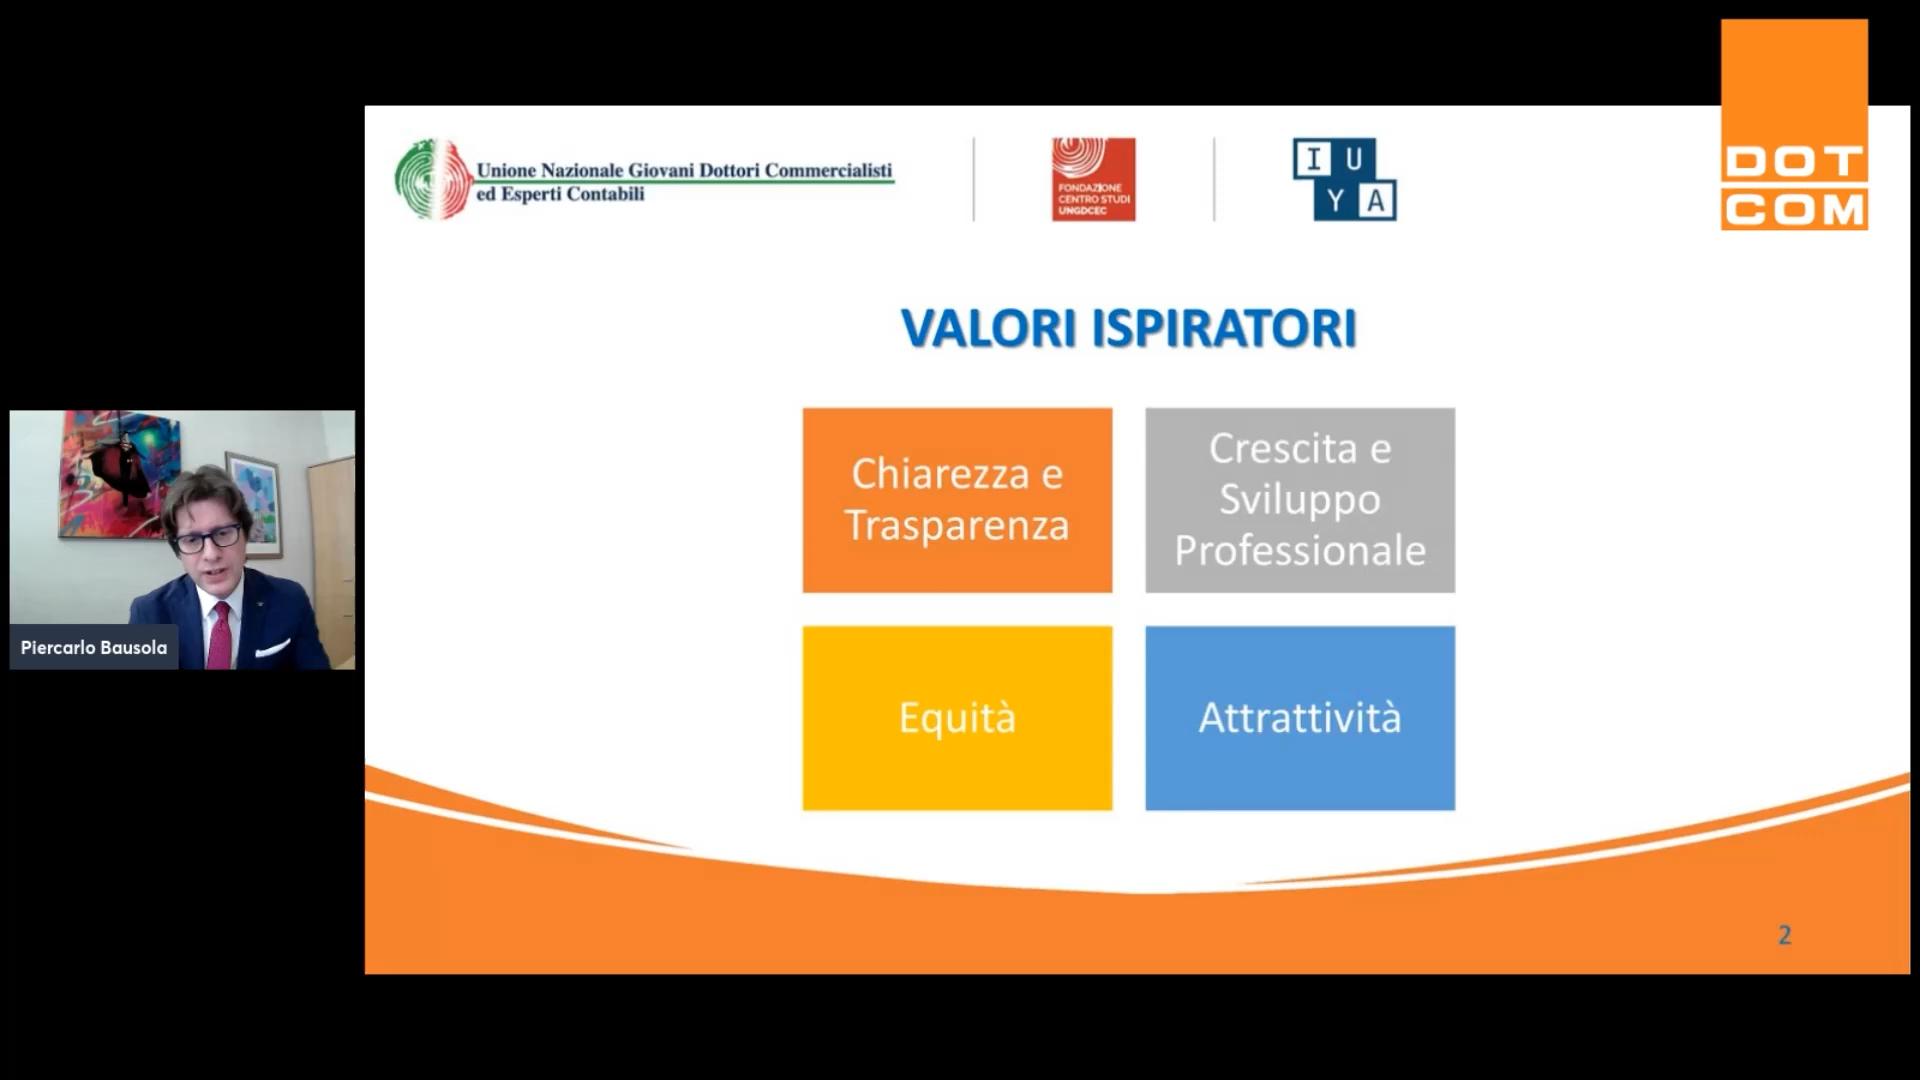 Unione Nazionale Giovani Dottori Commercialisti
ed Esperti Contabili
FONDAZIONE
CENTRO STUDI
UNGDCEC
I U
Y A
DOT
COM
VALORI ISPIRATORI
Chiarezza e
Trasparenza
Crescita e
Sviluppo
Professionale
Equità
Attrattività
Piercarlo Bausola
2